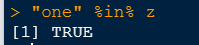 > "one" %in% z
[1] TRUE